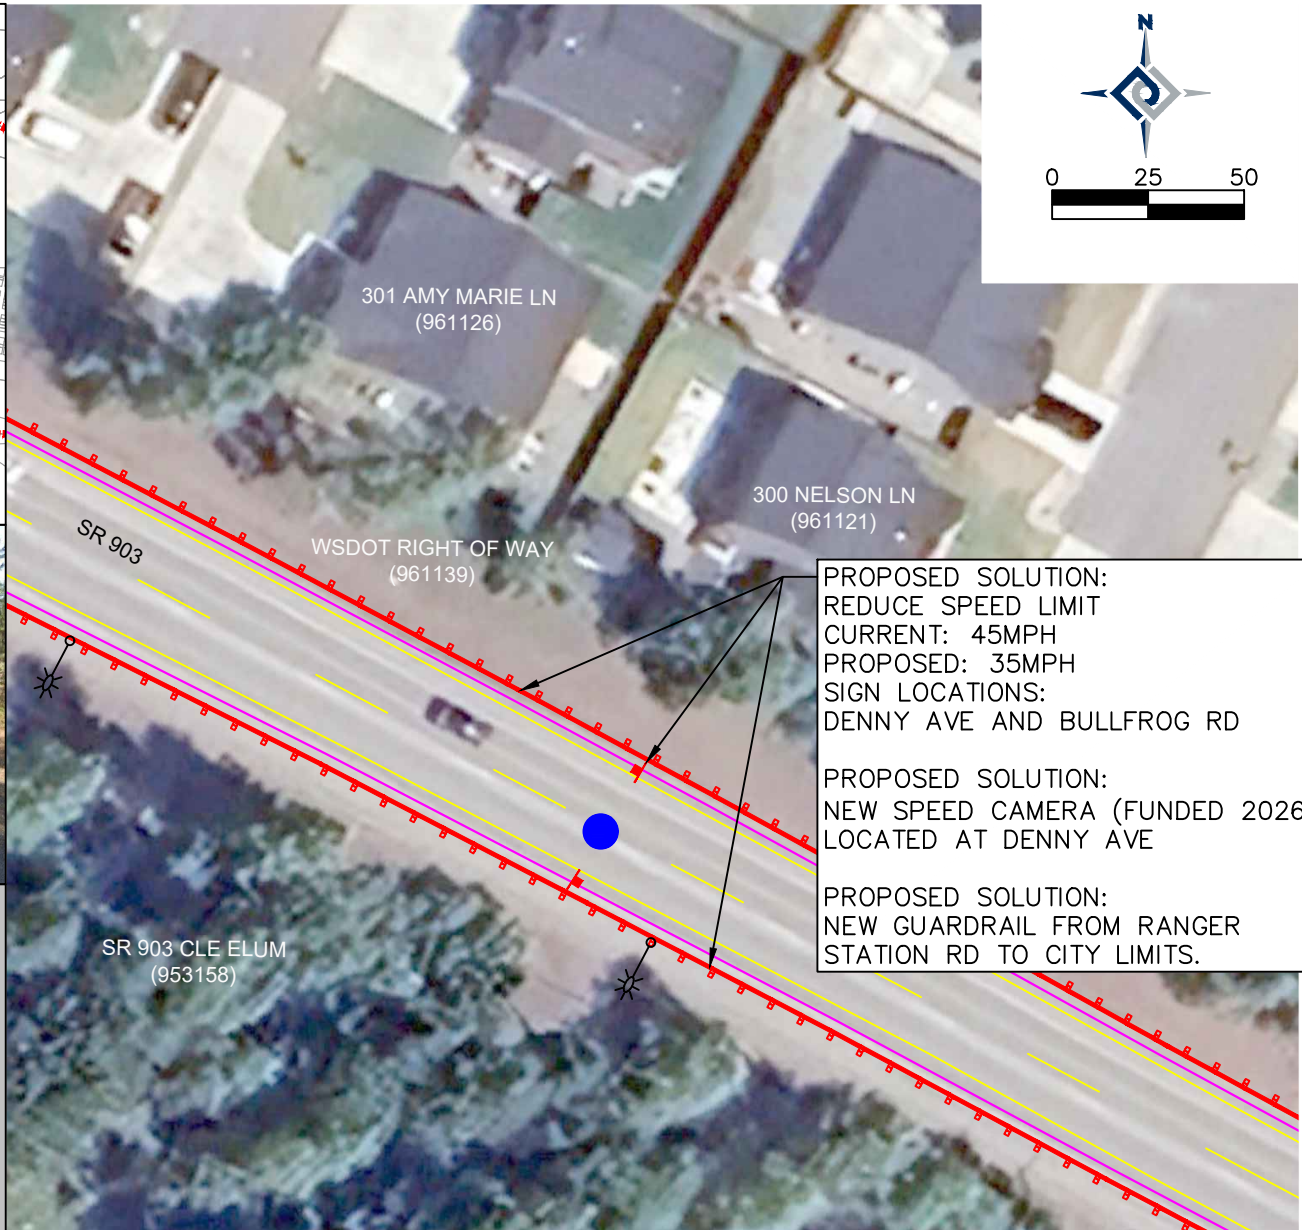 N
0 25 50
301 AMY MARIE LN
(961126)
300 NELSON LN
(961121)
SR 903
WSDOT RIGHT OF WAY
(961139)
PROPOSED SOLUTION:
REDUCE SPEED LIMIT
CURRENT: 45MPH
PROPOSED: 35MPH
SIGN LOCATIONS:
DENNY AVE AND BULLFROG RD
PROPOSED SOLUTION:
NEW SPEED CAMERA (FUNDED 2026
LOCATED AT DENNY AVE
PROPOSED SOLUTION:
NEW GUARDRAIL FROM RANGER
STATION RD TO CITY LIMITS.
SR 903 CLE ELUM
(953158)